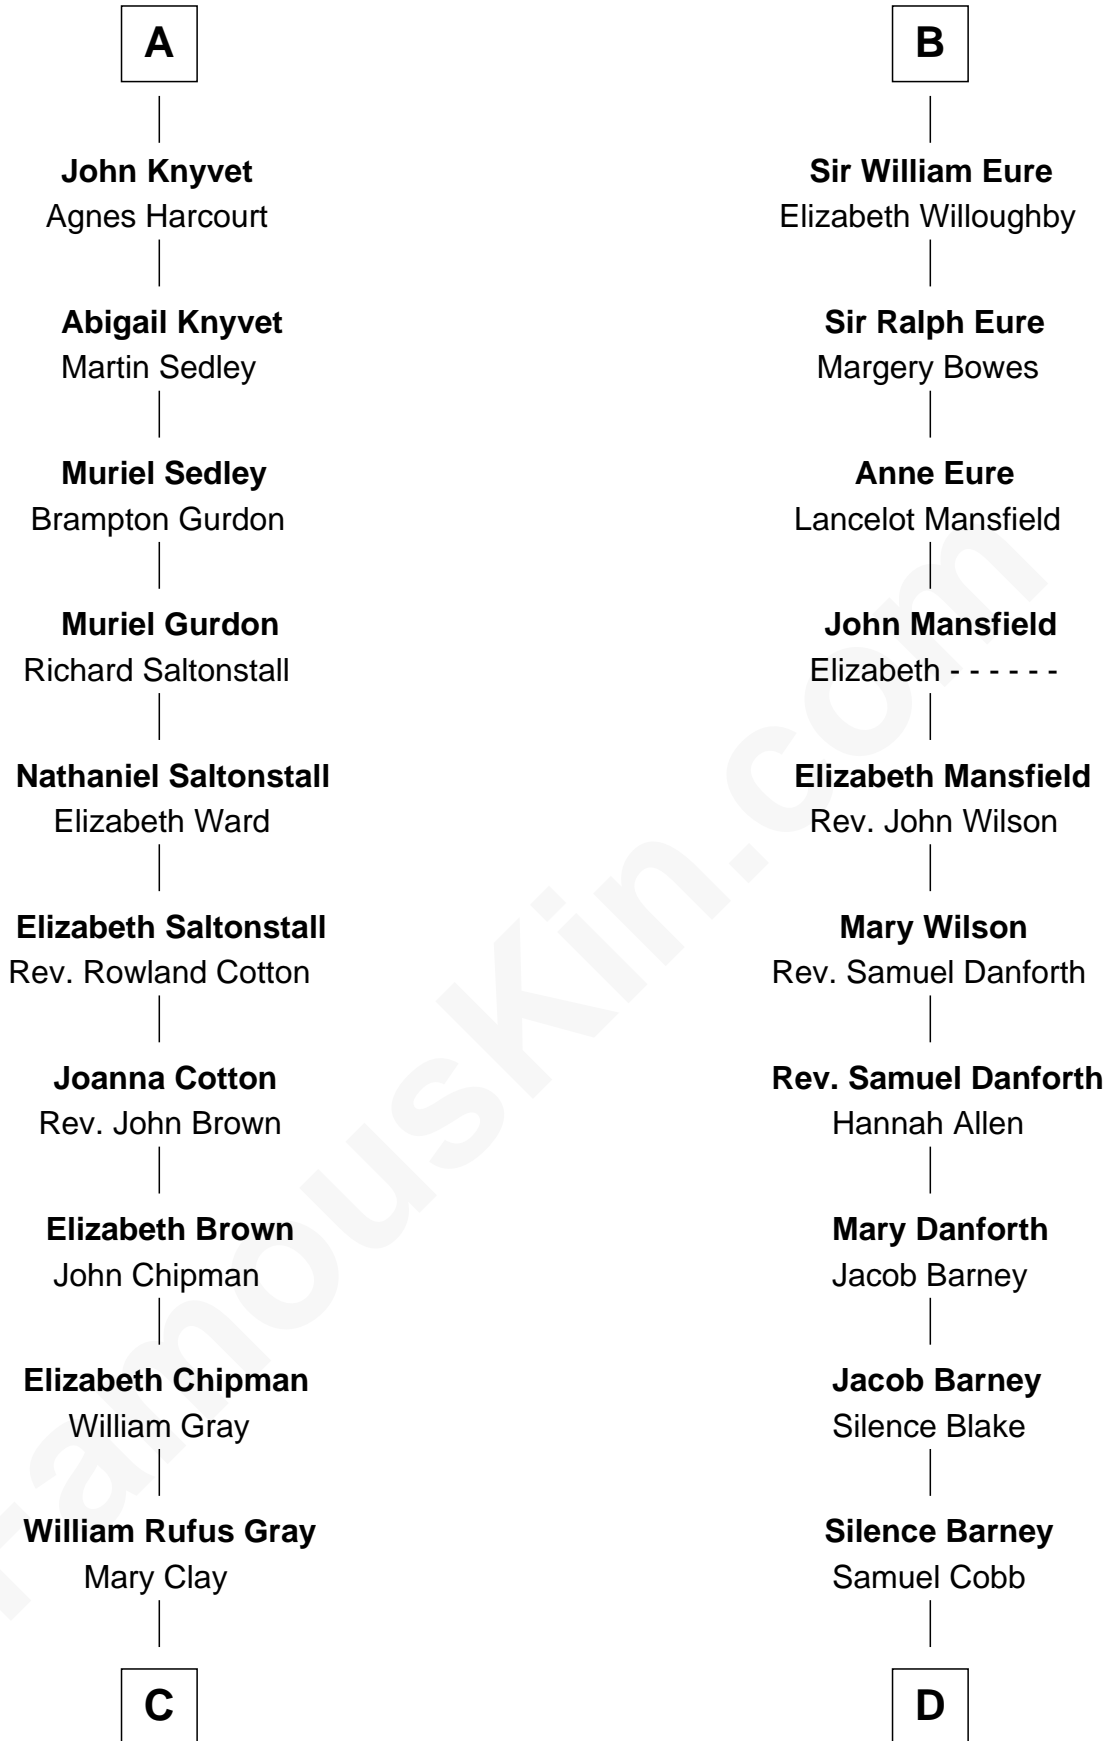 A
John Knyvet
Agnes Harcourt
Abigail Knyvet
Martin Sedley
Muriel Sedley
Brampton Gurdon
Muriel Gurdon
Richard Saltonstall
Nathaniel Saltonstall
Elizabeth Ward
Elizabeth Saltonstall
Rev. Rowland Cotton
Joanna Cotton
Rev. John Brown
Elizabeth Brown
John Chipman
Elizabeth Chipman
William Gray
William Rufus Gray
Mary Clay
C
B
Sir William Eure
Elizabeth Willoughby
Sir Ralph Eure
Margery Bowes
Anne Eure
Lancelot Mansfield
John Mansfield
Elizabeth - - - - - -
Elizabeth Mansfield
Rev. John Wilson
Mary Wilson
Rev. Samuel Danforth
Rev. Samuel Danforth
Hannah Allen
Mary Danforth
Jacob Barney
Jacob Barney
Silence Blake
Silence Barney
Samuel Cobb
D
FamousKin.com